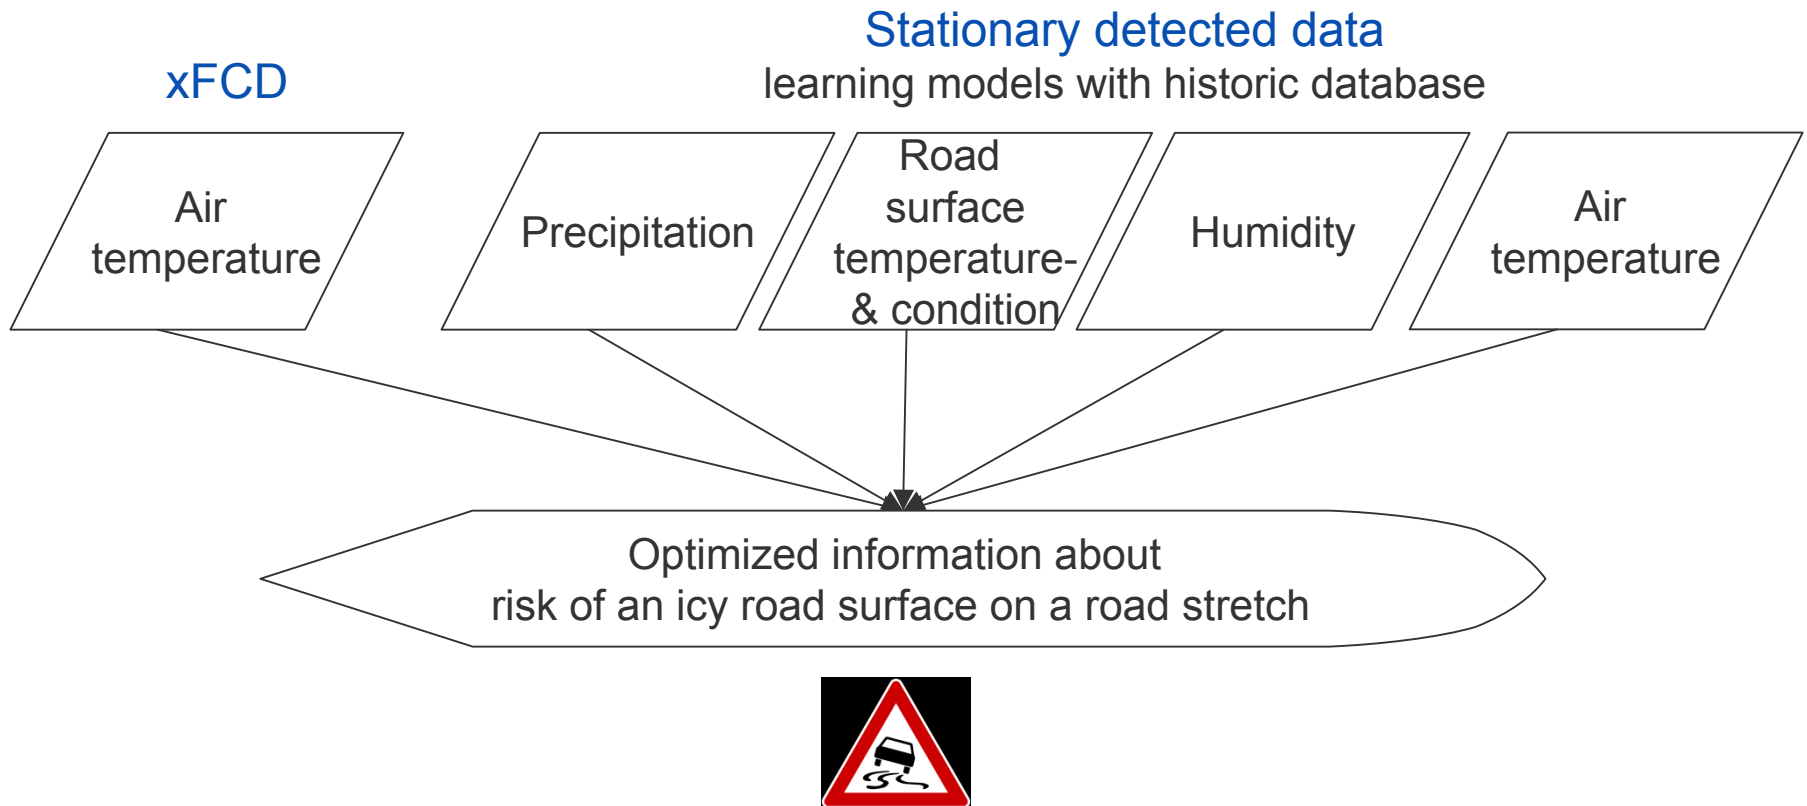 xFCD
Stationary detected data
learning models with historic database
Air
temperature
Precipitation
Road
surface
temperature-
& condition
Humidity
Air
temperature
Optimized information about
risk of an icy road surface on a road stretch